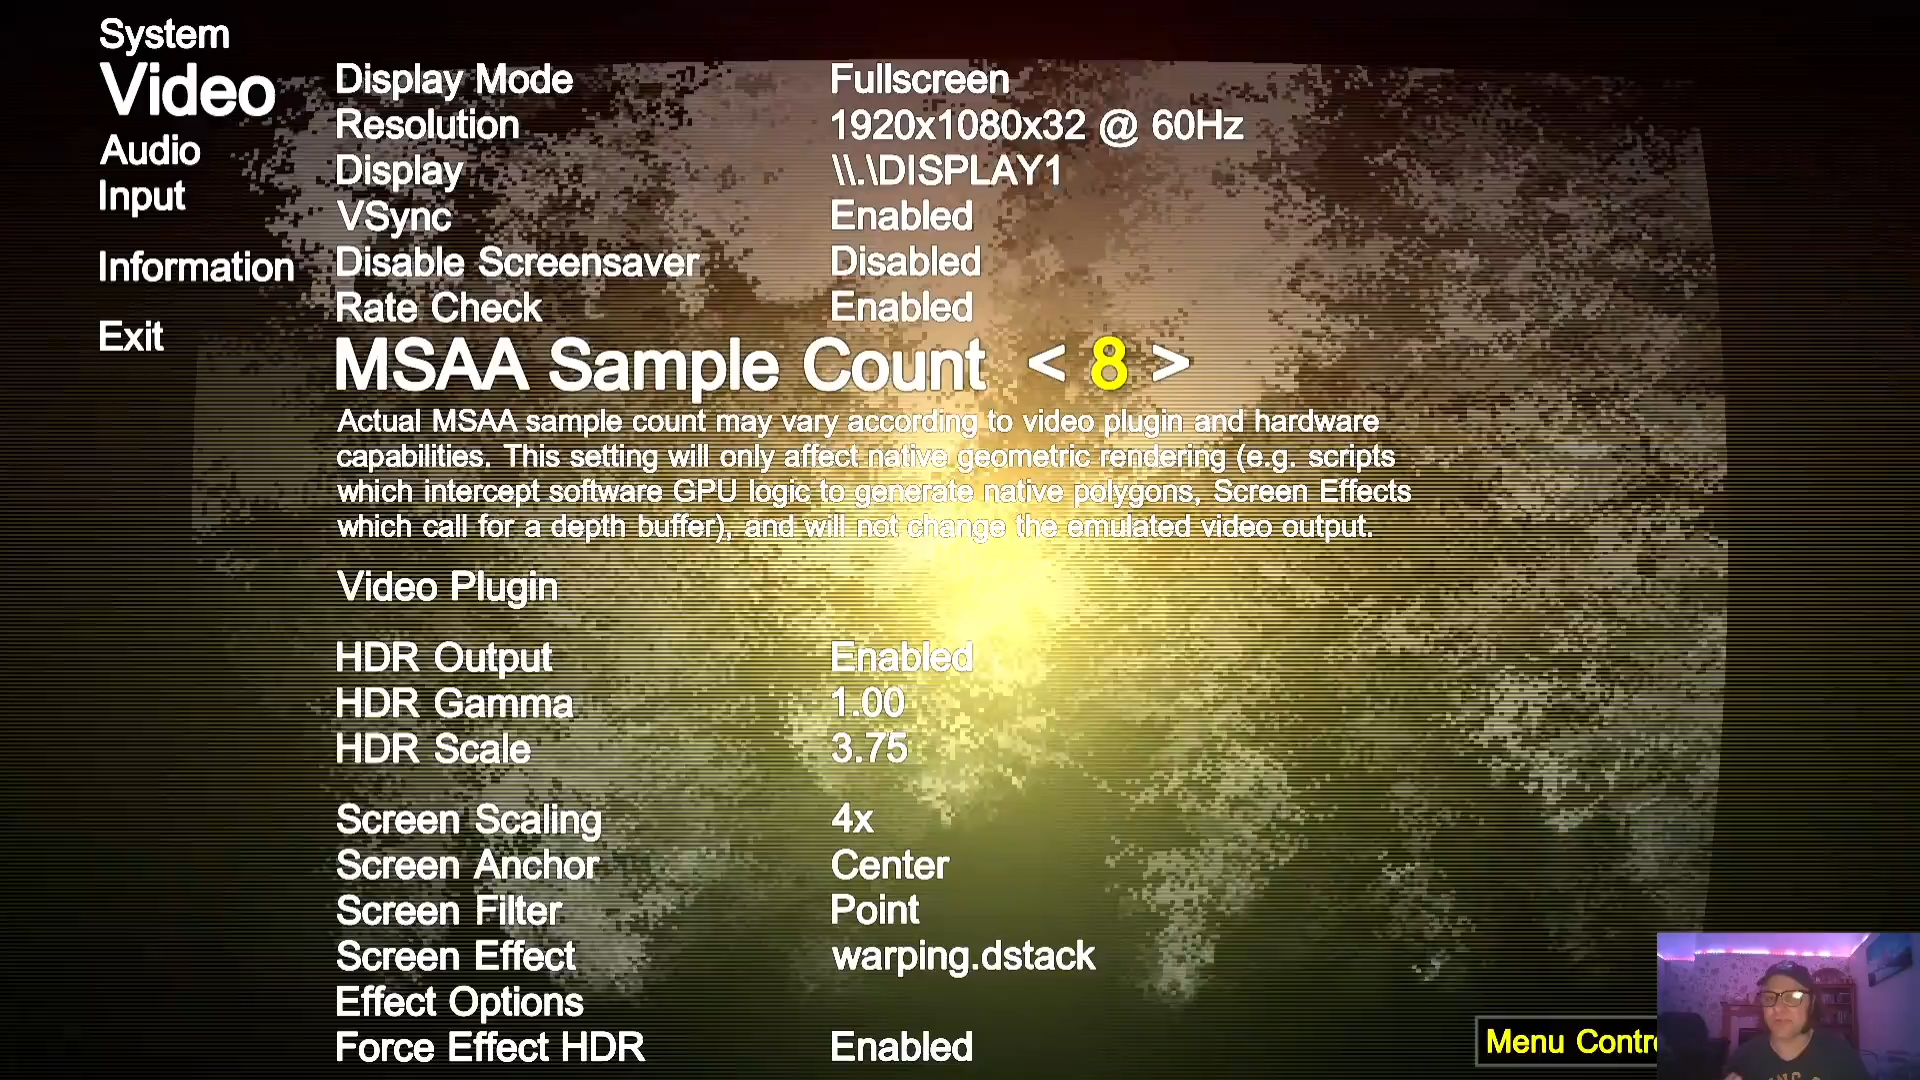 System
Video
Audio
Input
Information
Exit
Display Mode Fullscreen
Resolution 1920x1080x32 @ 60Hz
Display \\.\DISPLAY1
VSync Enabled
Disable Screensaver Disabled
Rate Check Enabled
MSAA Sample Count < 8 >
Actual MSAA sample count may vary according to video plugin and hardware
capabilities. This setting will only affect native geometric rendering (e.g. scripts
which intercept software GPU logic to generate native polygons, Screen Effects
which call for a depth buffer), and will not change the emulated video output.
Video Plugin
HDR Output Enabled
HDR Gamma 1.00
HDR Scale 3.75
Screen Scaling 4x
Screen Anchor Center
Screen Filter Point
Screen Effect warping.dstack
Effect Options
Force Effect HDR Enabled
Menu Contr